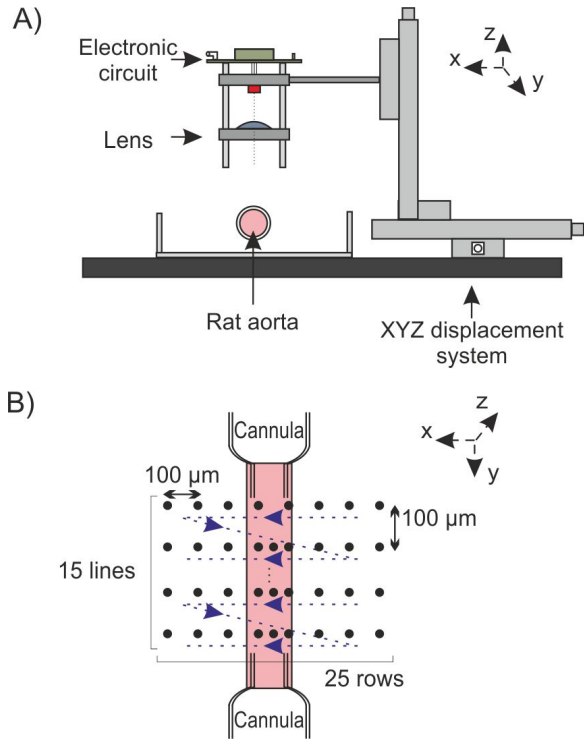 A)
Electronic
circuit
Lens
Rat aorta
XYZ displacement
system
z
x
y
B)
Cannula
100 µm
100 µm
15 lines
25 rows
Cannula
z
x
y